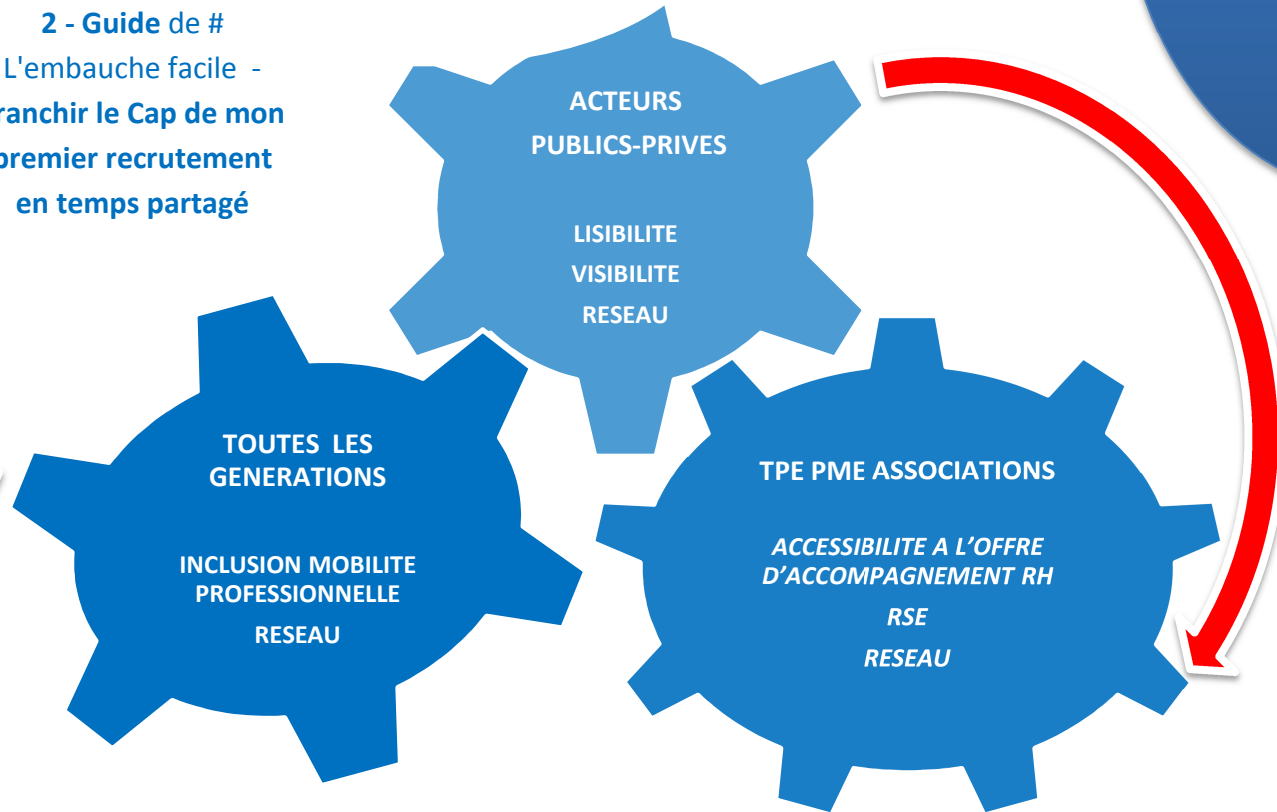 2 - Guide de #
L'embauche facile -
ranchir le Cap de mon
premier recrutement
en temps partagé
ACTEURS
PUBLICS-PRIVES
LISIBILITE
VISIBILITE
RESEAU
TOUTES LES
GENERATIONS
INCLUSION MOBILITE
PROFESSIONNELLE
RESEAU
TPE PME ASSOCIATIONS
ACCESSIBILITE A L’OFFRE
D’ACCOMPAGNEMENT RH
RSE
RESEAU